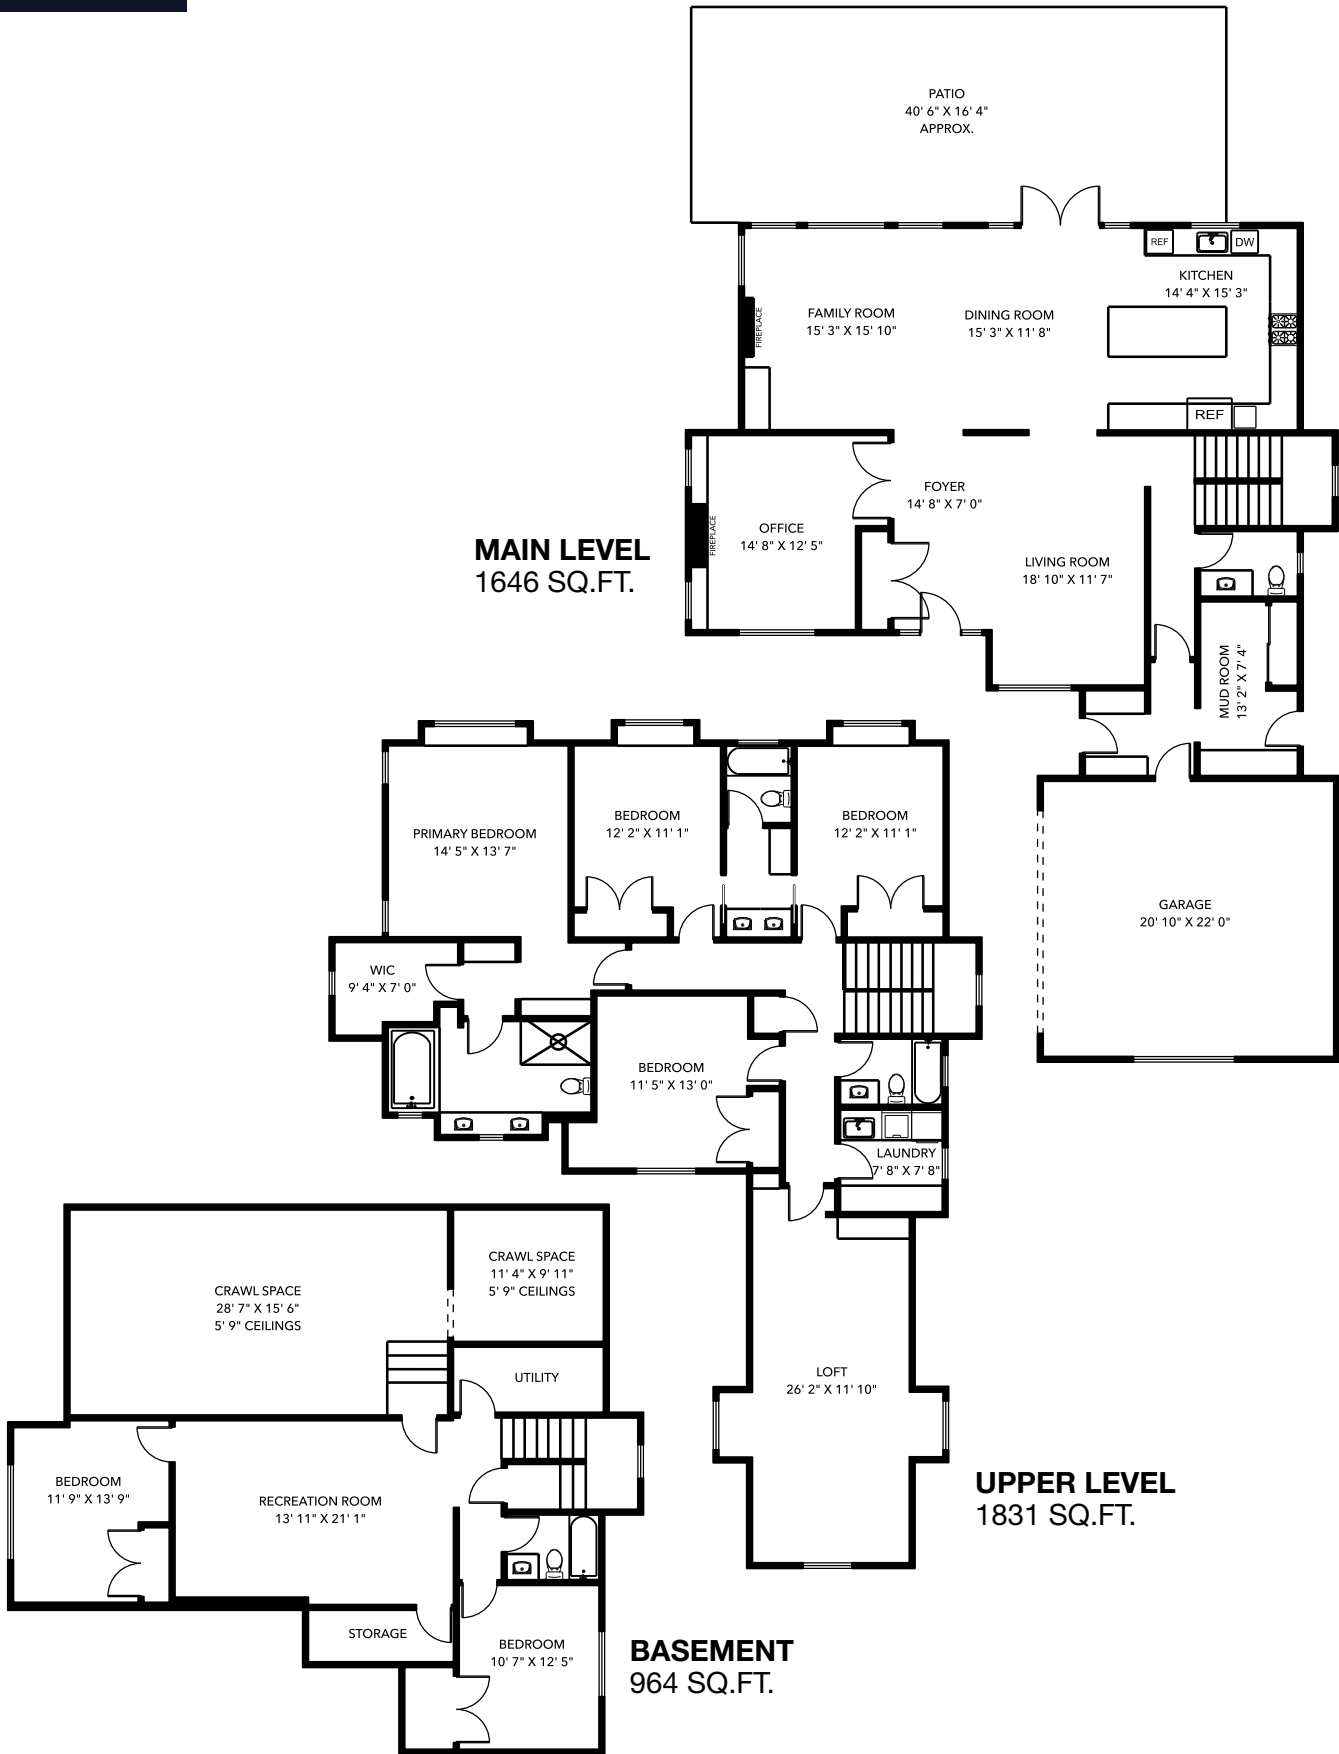 PATIO
40' 6" X 16' 4"
APPROX.
REF
DW
KITCHEN
14' 4" X 15' 3"
FAMILY ROOM
15' 3" X 15' 10"
DINING ROOM
15' 3" X 11' 8"
FIREPLACE
REF
FOYER
14' 8" X 7' 0"
OFFICE
14' 8" X 12' 5"
FIREPLACE
MAIN LEVEL
1646 SQ.FT.
LIVING ROOM
18' 10" X 11' 7"
MUD ROOM
13' 2" X 7' 4"
GARAGE
20' 10" X 22' 0"
PRIMARY BEDROOM
14' 5" X 13' 7"
BEDROOM
12' 2" X 11' 1"
BEDROOM
12' 2" X 11' 1"
WIC
9' 4" X 7' 0"
BEDROOM
11' 5" X 13' 0"
LAUNDRY
7' 8" X 7' 8"
LOFT
26' 2" X 11' 10"
UPPER LEVEL
1831 SQ.FT.
CRAWL SPACE
28' 7" X 15' 6"
5' 9" CEILINGS
CRAWL SPACE
11' 4" X 9' 11"
5' 9" CEILINGS
UTILITY
BEDROOM
11' 9" X 13' 9"
RECREATION ROOM
13' 11" X 21' 1"
STORAGE
BEDROOM
10' 7" X 12' 5"
BASEMENT
964 SQ.FT.